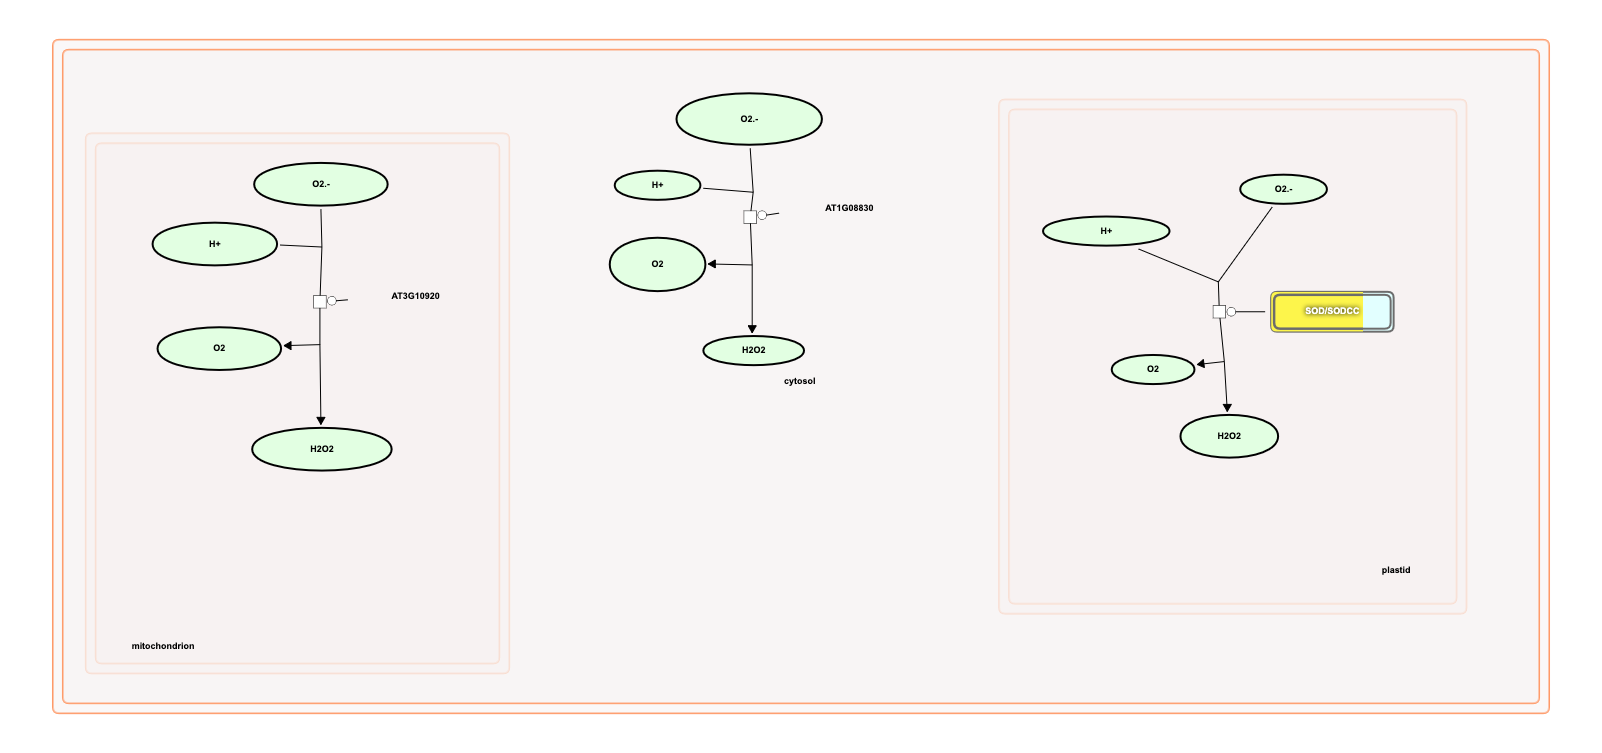 O2.-
H+
AT3G10920
O2
H2O2
mitochondrion
O2.-
H+
AT1G08830
O2
H2O2
cytosol
O2.-
H+
SOD/SODCC
O2
H2O2
plastid